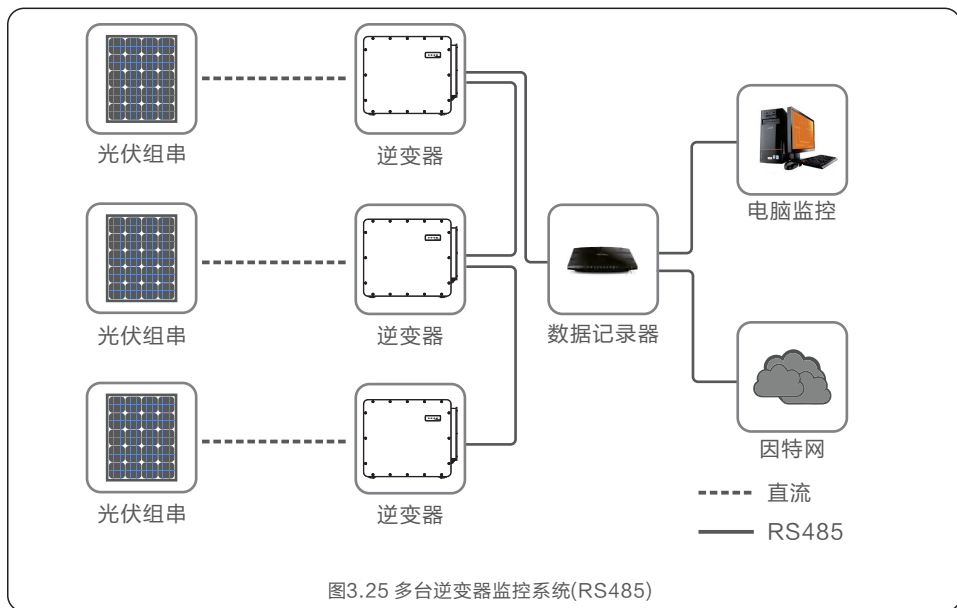 光伏组串
逆变器
电脑监控
光伏组串
逆变器
数据记录器
因特网
光伏组串
逆变器
直流
RS485
图3.25 多台逆变器监控系统(RS485)